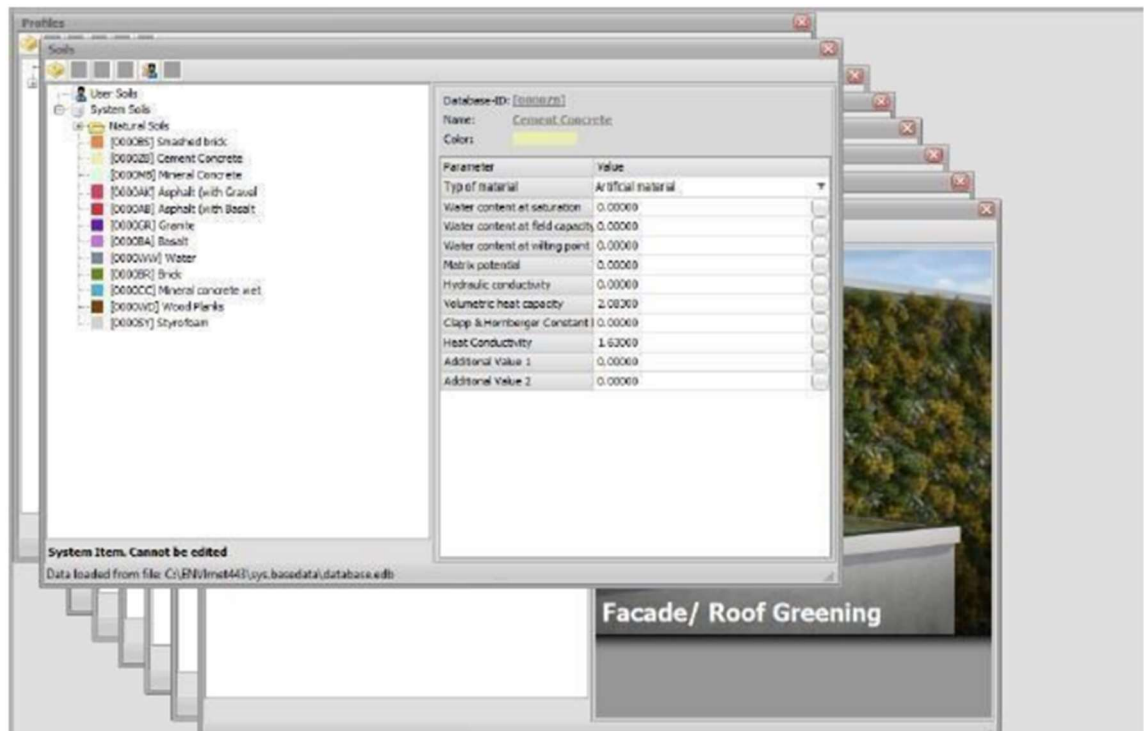 Profiles
Soils
User Soils
System Soils
Natural Soils
[0000BS] Smashed brick
[0000ZB] Cement Concrete
[0000MB] Mineral Concrete
[0000AK] Asphalt (with Gravel
[0000AB] Asphalt (with Basalt
[0000GR] Granite
[0000BA] Basalt
[0000WW] Water
[0000BR] Brick
[0000CC] Mineral concrete wet
[0000WD] Wood Planks
[0000SY] Styrofoam
System Item. Cannot be edited
Data loaded from file: C:\ENVImet443\sys.basedata\database.edb
Database-ID: [0000ZB]
Name: Cement Concrete
Color:
Parameter Value
Typ of material Artificial material
Water content at saturation 0.00000
Water content at field capacity 0.00000
Water content at wilting point 0.00000
Matrix potential 0.00000
Hydraulic conductivity 0.00000
Volumetric heat capacity 2.08300
Clapp & Hornberger Constant 0.00000
Heat Conductivity 1.63000
Additional Value 1 0.00000
Additional Value 2 0.00000
Facade/ Roof Greening